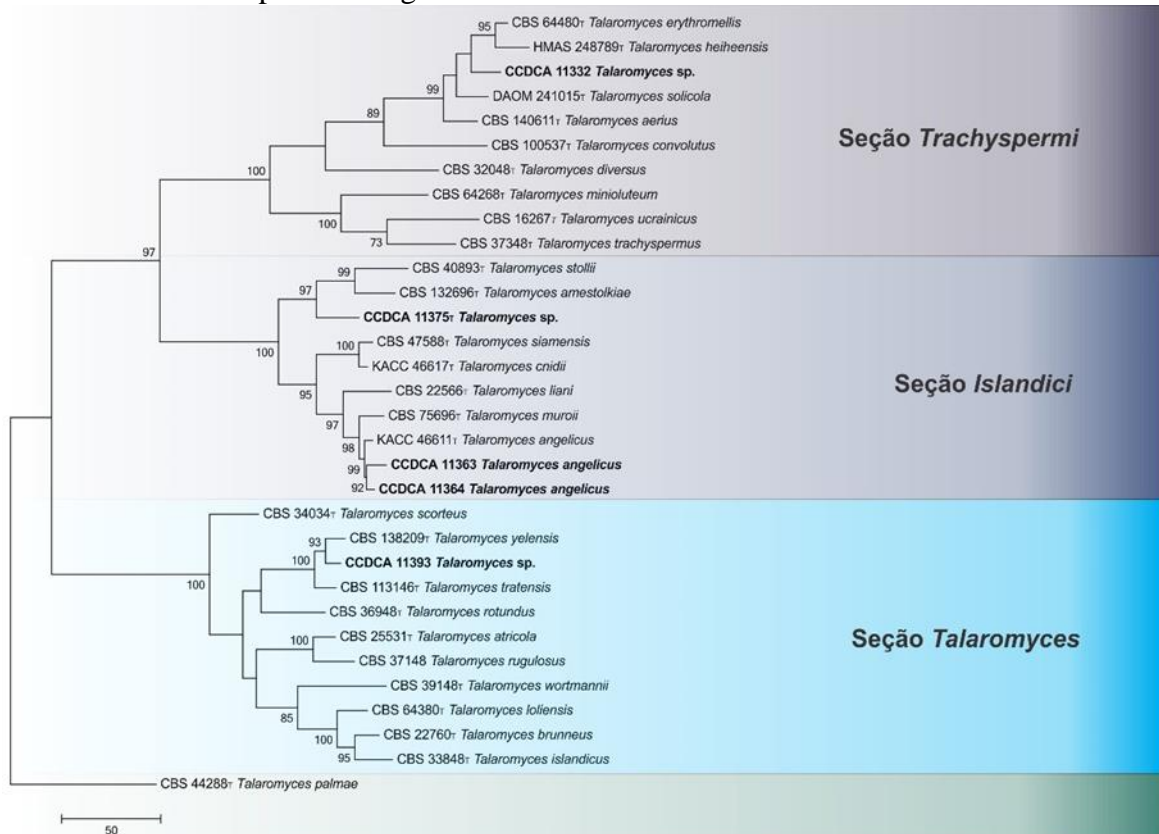 95
CBS 64480T Talaromyces erythromellis
HMAS 248789T Talaromyces heiheensis
CCDCA 11332 Talaromyces sp.
99
DAOM 241015T Talaromyces solicola
89
CBS 140611T Talaromyces aerius
CBS 100537T Talaromyces convolutus
Seção Trachyspermi
100
CBS 32048T Talaromyces diversus
CBS 64268T Talaromyces minioluteum
100
CBS 16267T Talaromyces ucrainicus
73
CBS 37348T Talaromyces trachyspermus
97
99
CBS 40893T Talaromyces stollii
97
CBS 132696T Talaromyces amestolkiae
CCDCA 11375T Talaromyces sp.
100
100
CBS 47588T Talaromyces siamensis
KACC 46617T Talaromyces cnidii
95
CBS 22566T Talaromyces liani
Seção Islandici
97
CBS 75696T Talaromyces muroii
98
KACC 46611T Talaromyces angelicus
99
CCDCA 11363 Talaromyces angelicus
92
CCDCA 11364 Talaromyces angelicus
CBS 34034T Talaromyces scorteus
93
CBS 138209T Talaromyces yelensis
100
CCDCA 11393 Talaromyces sp.
100
CBS 113146T Talaromyces tratensis
CBS 36948T Talaromyces rotundus
100
CBS 25531T Talaromyces atricola
Seção Talaromyces
CBS 37148 Talaromyces rugulosus
CBS 39148T Talaromyces wortmannii
85
CBS 64380T Talaromyces loliensis
100
CBS 22760T Talaromyces brunneus
95
CBS 33848T Talaromyces islandicus
CBS 44288T Talaromyces palmae
50